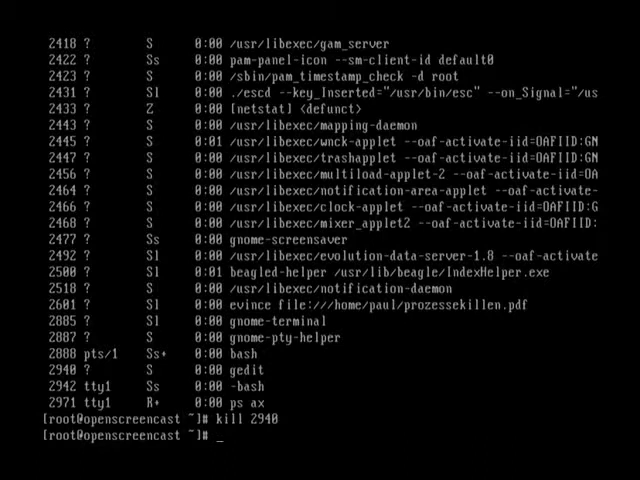 2418 ? S 0:00 /usr/libexec/gam_server
2422 ? Ss 0:00 pam-panel-icon --sm-client-id default0
2423 ? S 0:00 /sbin/pam_timestamp_check -d root
2431 ? Sl 0:00 ./escd --key_Inserted="/usr/bin/esc" --on_Signal="/us
2433 ? Z 0:00 [netstat] <defunct>
2443 ? S 0:00 /usr/libexec/mapping-daemon
2445 ? S 0:01 /usr/libexec/wnck-applet --oaf-activate-iid=OAFIID:GN
2447 ? S 0:00 /usr/libexec/trashapplet --oaf-activate-iid=OAFIID:GN
2456 ? S 0:00 /usr/libexec/multiload-applet-2 --oaf-activate-iid=OA
2464 ? S 0:00 /usr/libexec/notification-area-applet --oaf-activate-
2466 ? S 0:00 /usr/libexec/clock-applet --oaf-activate-iid=OAFIID:G
2468 ? S 0:00 /usr/libexec/mixer_applet2 --oaf-activate-iid=OAFIID:
2477 ? Ss 0:00 gnome-screensaver
2492 ? Sl 0:00 /usr/libexec/evolution-data-server-1.8 --oaf-activate
2500 ? Sl 0:01 beagled-helper /usr/lib/beagle/IndexHelper.exe
2518 ? S 0:00 /usr/libexec/notification-daemon
2601 ? Sl 0:00 evince file:///home/paul/prozessekillen.pdf
2885 ? Sl 0:00 gnome-terminal
2887 ? S 0:00 gnome-pty-helper
2888 pts/1 Ss+ 0:00 bash
2940 ? S 0:00 gedit
2942 tty1 Ss 0:00 -bash
2971 tty1 R+ 0:00 ps ax
[root@openscreencast ~]# kill 2940
[root@openscreencast ~]# _